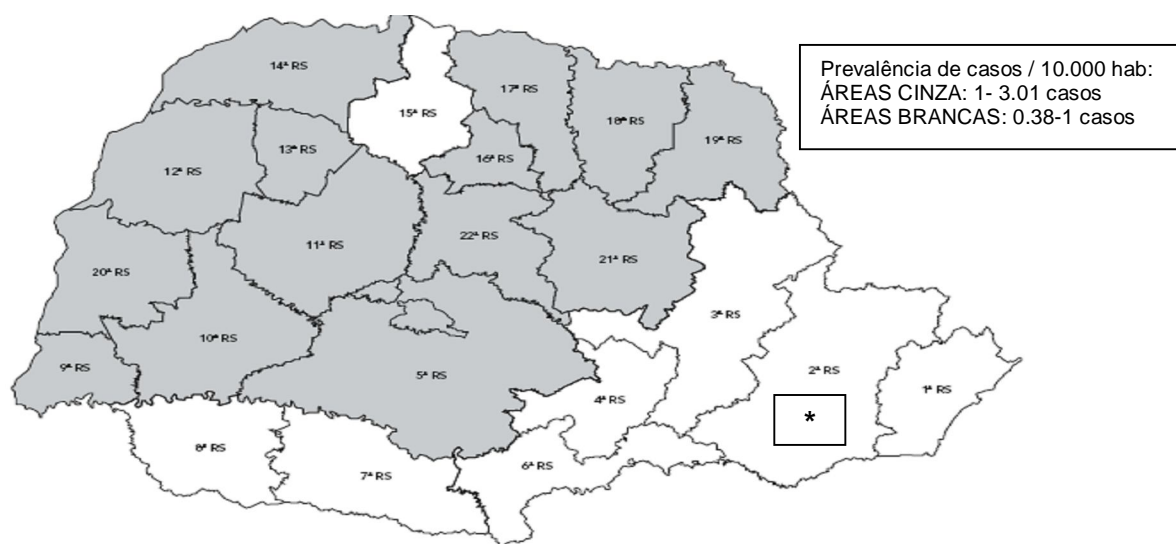 14ª RS
15ª RS
17ª RS
18ª RS
19ª RS
13ª RS
16ª RS
12ª RS
11ª RS
22ª RS
21ª RS
20ª RS
10ª RS
9ª RS
5ª RS
3ª RS
2ª RS
1ª RS
4ª RS
*
8ª RS
7ª RS
6ª RS
Prevalência de casos / 10.000 hab:
ÁREAS CINZA: 1- 3.01 casos
ÁREAS BRANCAS: 0.38-1 casos